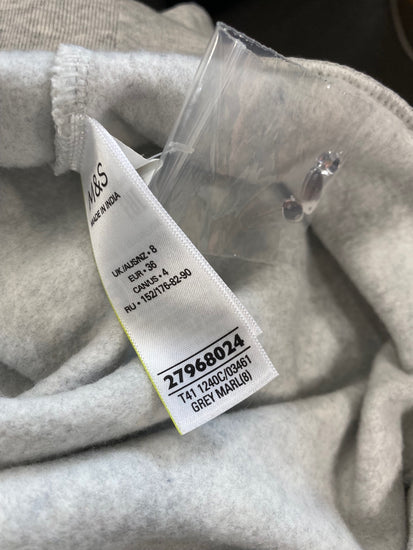 M&S
MADE IN INDIA
UK/AUS/NZ • 8
EUR • 36
CAN/US • 4
RU • 152/176-82-90
27968024
T41 1240C/03461
GREY MARL(8)